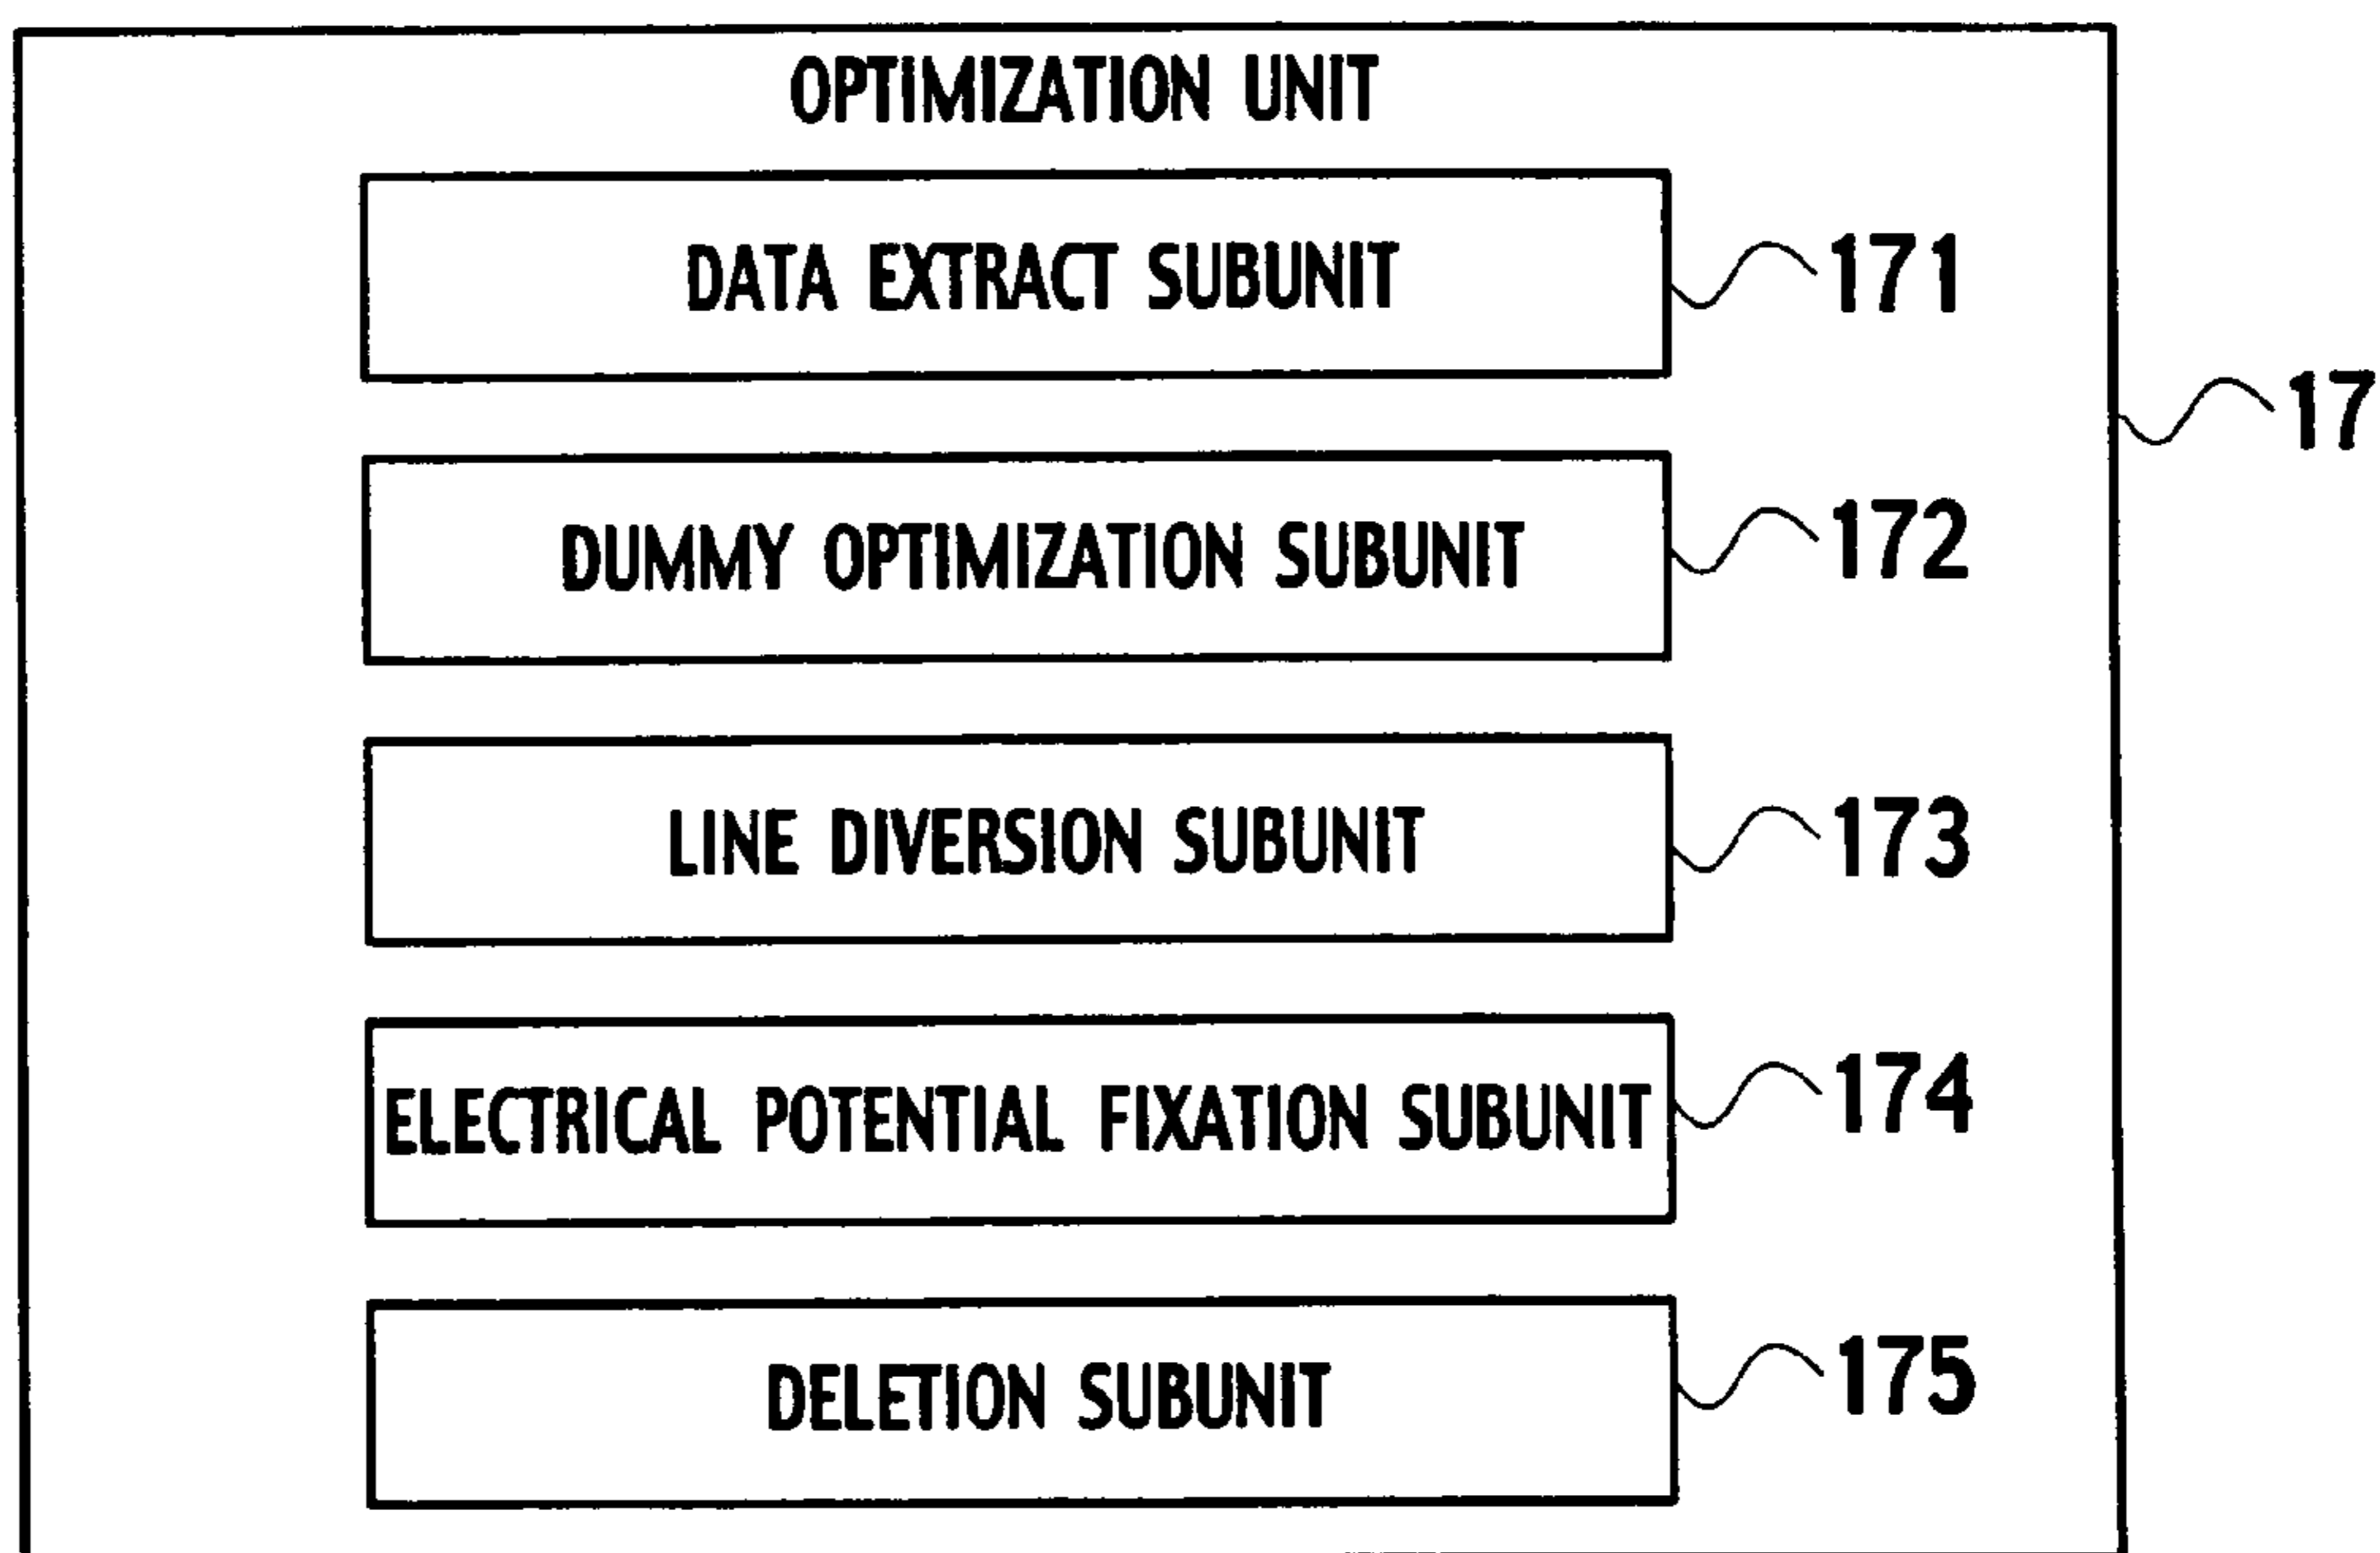 OPTIMIZATION UNIT
DATA EXTRACT SUBUNIT
171
17
DUMMY OPTIMIZATION SUBUNIT
172
LINE DIVERSION SUBUNIT
173
ELECTRICAL POTENTIAL FIXATION SUBUNIT
174
DELETION SUBUNIT
175